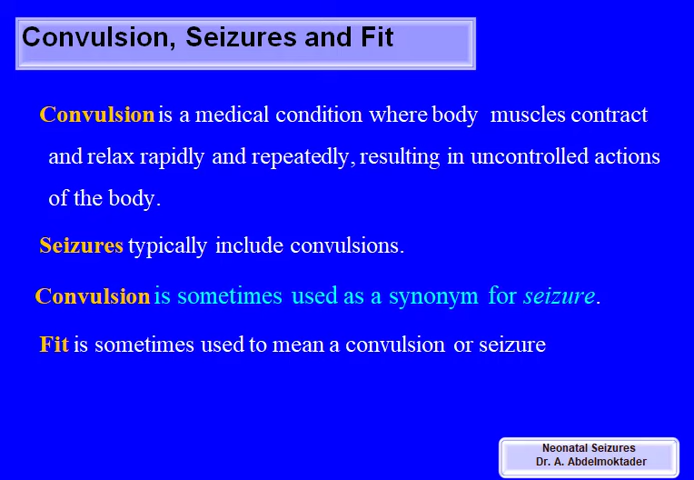 Convulsion, Seizures and Fit
Convulsion is a medical condition where body muscles contract
and relax rapidly and repeatedly, resulting in uncontrolled actions
of the body.
Seizures typically include convulsions.
Convulsion is sometimes used as a synonym for seizure.
Fit is sometimes used to mean a convulsion or seizure
Neonatal Seizures
Dr. A. Abdelmoktader